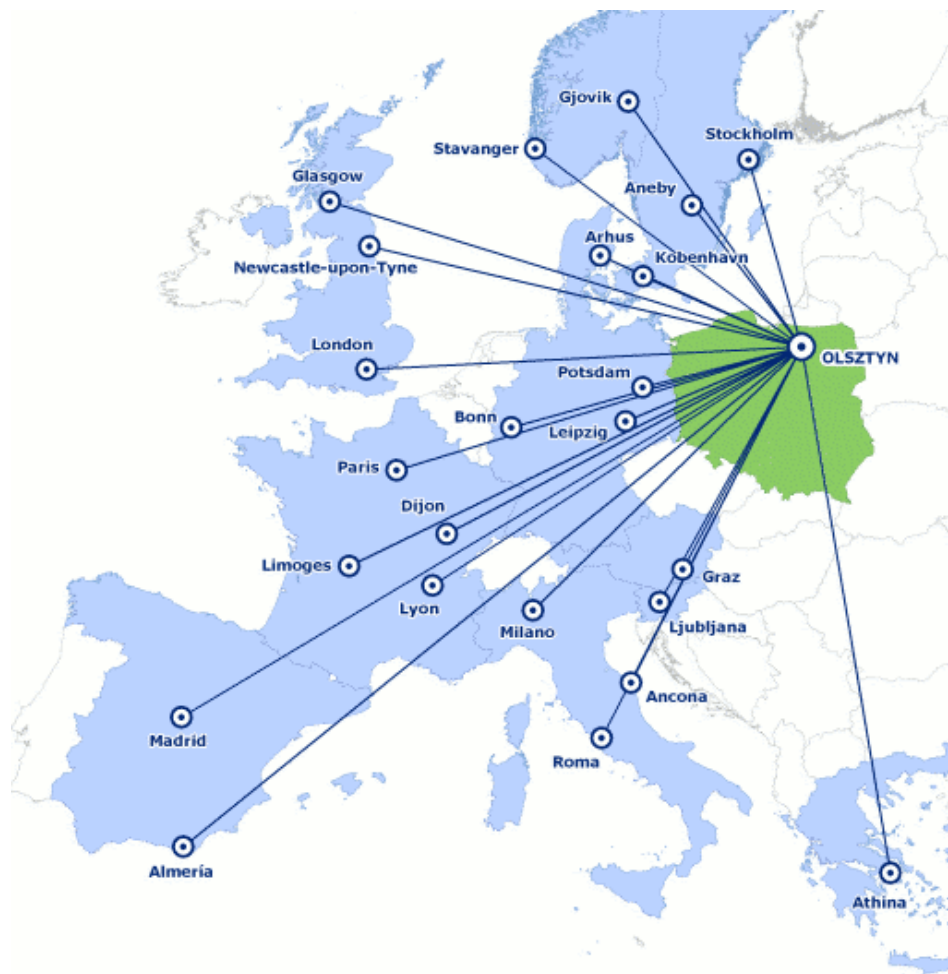 Gjovik
Stockholm
Stavanger
Glasgow
Aneby
Arhus
Köbenhavn
Newcastle-upon-Tyne
London
OLSZTYN
Potsdam
Bonn
Leipzig
Paris
Dijon
Limoges
Graz
Lyon
Ljubljana
Milano
Ancona
Madrid
Roma
Almería
Athina